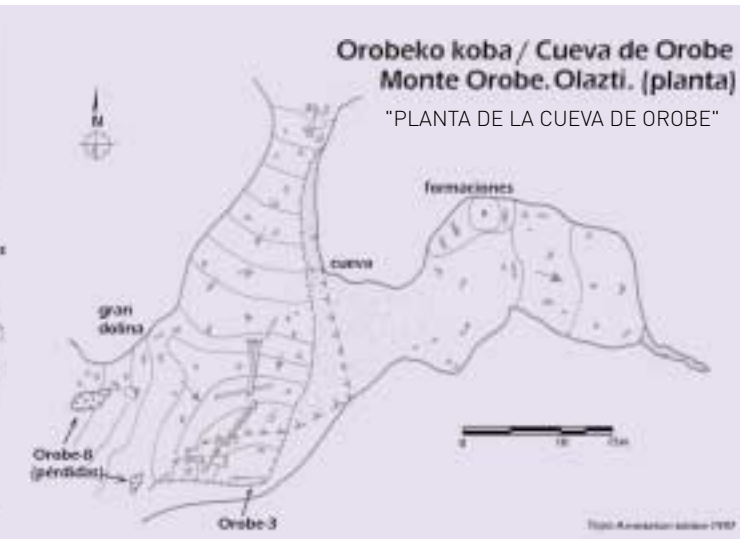 Orobeko koba / Cueva de Orobe
Monte Orobe. Olazti. (planta)
"PLANTA DE LA CUEVA DE OROBE"
N
formaciones
cueva
gran
dolina
Orobe-8
(pérdidas)
Orobe-3
0
10
15m